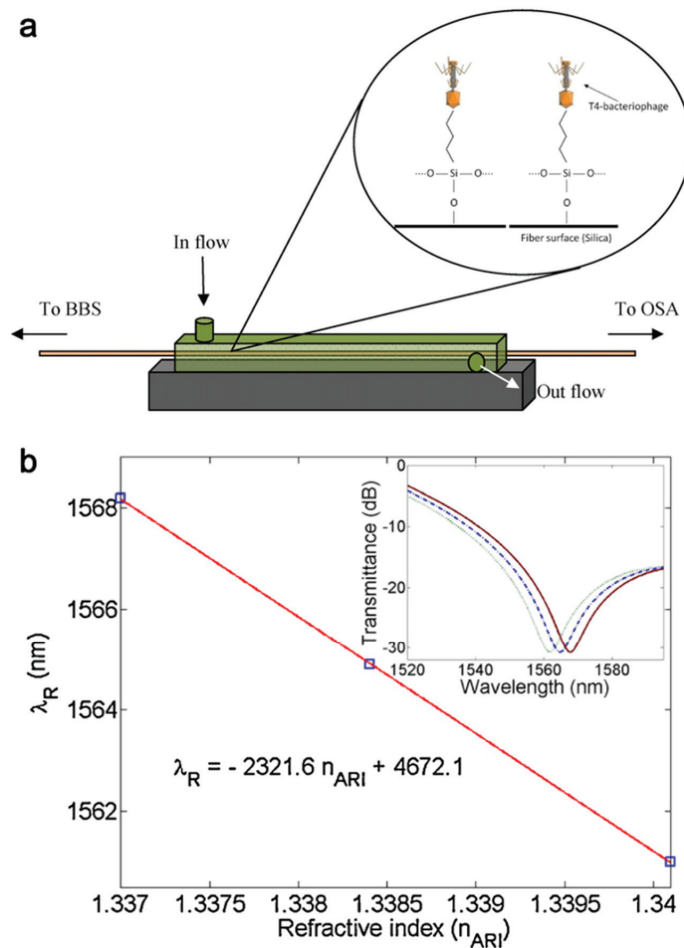 a
T4-bacteriophage
····O—Si—O····
····O—Si—O····
O
O
Fiber surface (Silica)
In flow
To BBS
To OSA
Out flow
b
0
-10
-20
-30
Transmittance (dB)
1520
1540
1560
1580
Wavelength (nm)
1568
1566
1564
1562
λR (nm)
λR = - 2321.6 nARI + 4672.1
1.337
1.3375
1.338
1.3385
1.339
1.3395
1.34
Refractive index (nARI)